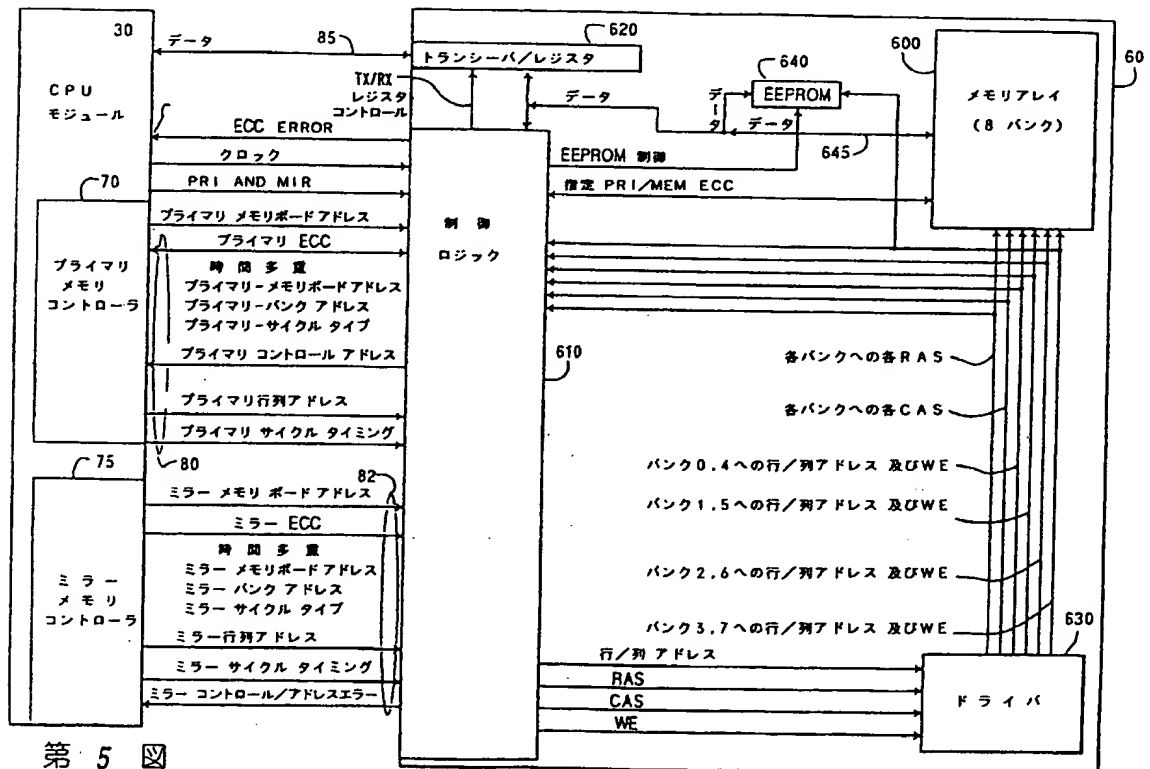 30
CPU
モジュール
データ
85
620
トランシーバ/レジスタ
TX/RX
レジスタ
コントロール
データ
640
EEPROM
データ
データ
645
600
60
メモリアレイ
(8 バンク)
ECC ERROR
クロック
PRI AND MIR
EEPROM 制御
指定 PRI/MEM ECC
70
プライマリ
メモリ
コントローラ
プライマリ メモリボード アドレス
プライマリ ECC
時間多重
プライマリーメモリボード アドレス
プライマリーバンク アドレス
プライマリーサイクル タイプ
プライマリ コントロール アドレス
プライマリ行列アドレス
プライマリ サイクル タイミング
80
制御
ロジック
610
各バンクへの各RAS
各バンクへの各CAS
バンク0,4への行/列アドレス 及びWE
バンク1,5への行/列アドレス 及びWE
バンク2,6への行/列アドレス 及びWE
バンク3,7への行/列アドレス 及びWE
75
ミラー
メモリ
コントローラ
82
ミラー メモリ ボード アドレス
ミラー ECC
時間多重
ミラー メモリボード アドレス
ミラー バンク アドレス
ミラー サイクル タイプ
ミラー行列アドレス
ミラー サイクル タイミング
ミラー コントロール/アドレスエラー
行/列 アドレス
RAS
CAS
WE
630
ドライバ
第 5 図